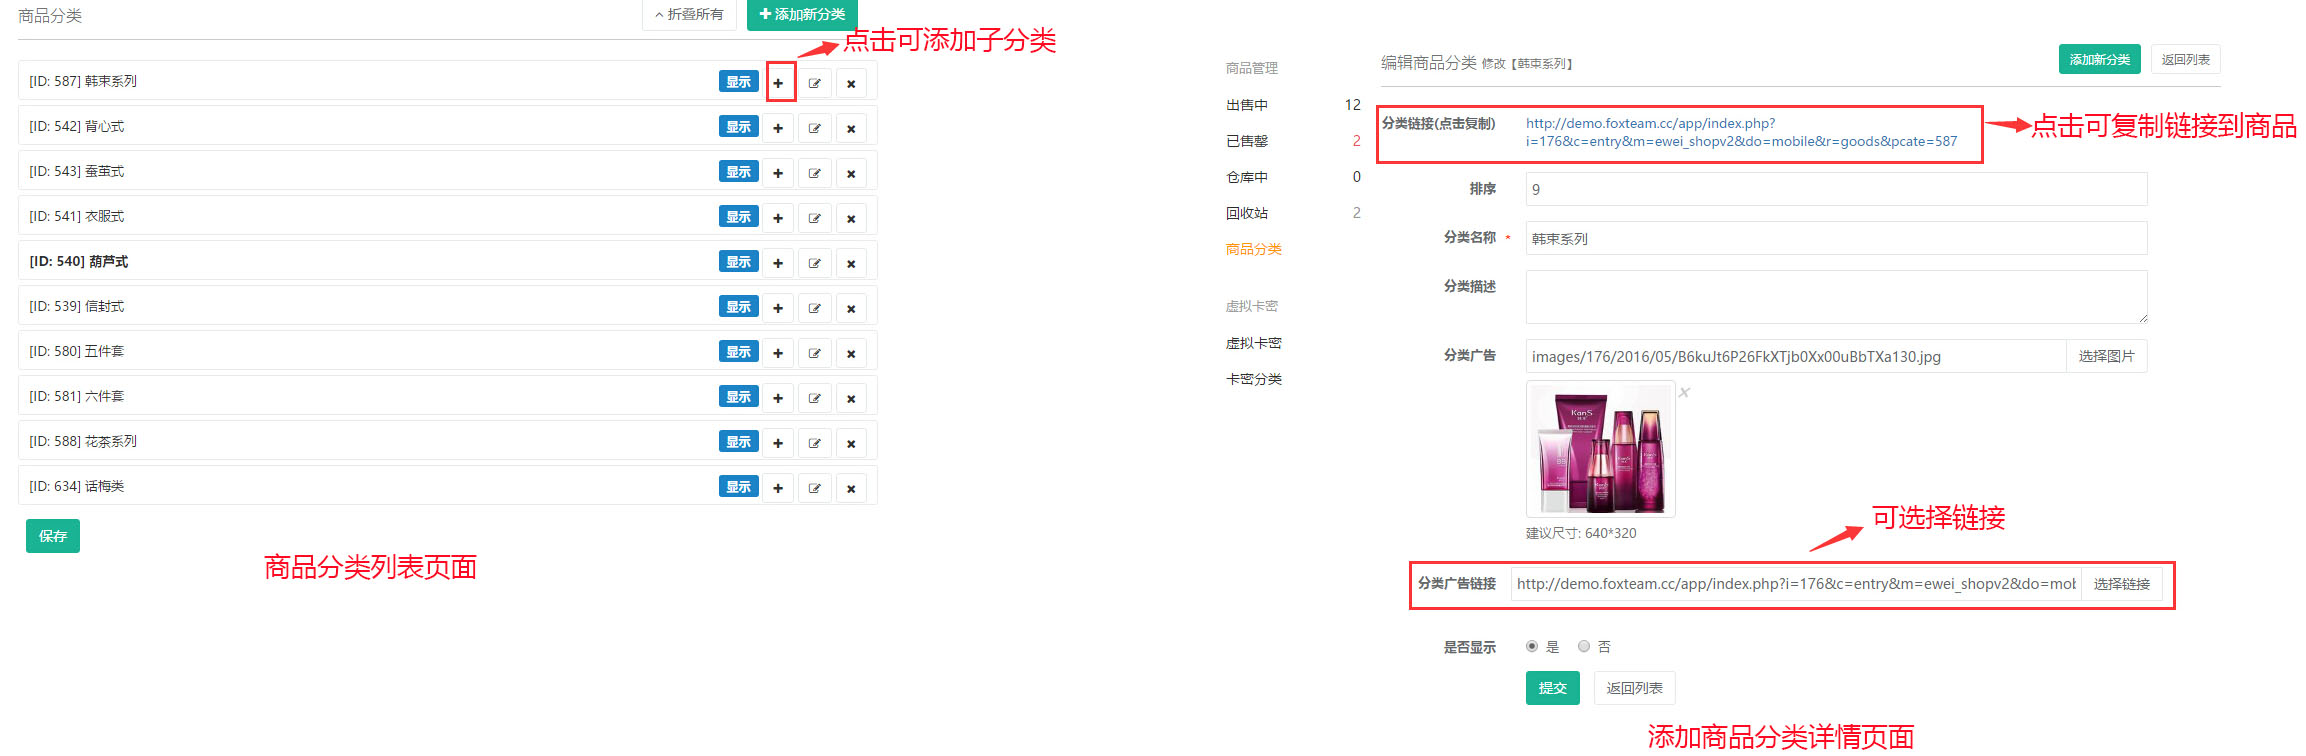 商品分类
折叠所有
添加新分类
点击可添加子分类
[ID: 587] 韩束系列
显示
[ID: 542] 背心式
显示
[ID: 543] 蚕茧式
显示
[ID: 541] 衣服式
显示
[ID: 540] 葫芦式
显示
[ID: 539] 信封式
显示
[ID: 580] 五件套
显示
[ID: 581] 六件套
显示
[ID: 588] 花茶系列
显示
[ID: 634] 话梅类
显示
保存
商品分类列表页面
商品管理
出售中 12
已售罄 2
仓库中 0
回收站 2
商品分类
虚拟卡密
虚拟卡密
卡密分类
编辑商品分类 修改【韩束系列】
添加新分类
返回列表
分类链接(点击复制)
http://demo.foxteam.cc/app/index.php?
i=176&c=entry&m=ewei_shopv2&do=mobile&r=goods&pcate=587
点击可复制链接到商品
排序
9
分类名称 *
韩束系列
分类描述
分类广告
images/176/2016/05/B6kuJt6P26FkXTjb0Xx00uBbTXa130.jpg
选择图片
KanS
建议尺寸: 640*320
可选择链接
分类广告链接
http://demo.foxteam.cc/app/index.php?i=176&c=entry&m=ewei_shopv2&do=mob
选择链接
是否显示
是
否
提交
返回列表
添加商品分类详情页面